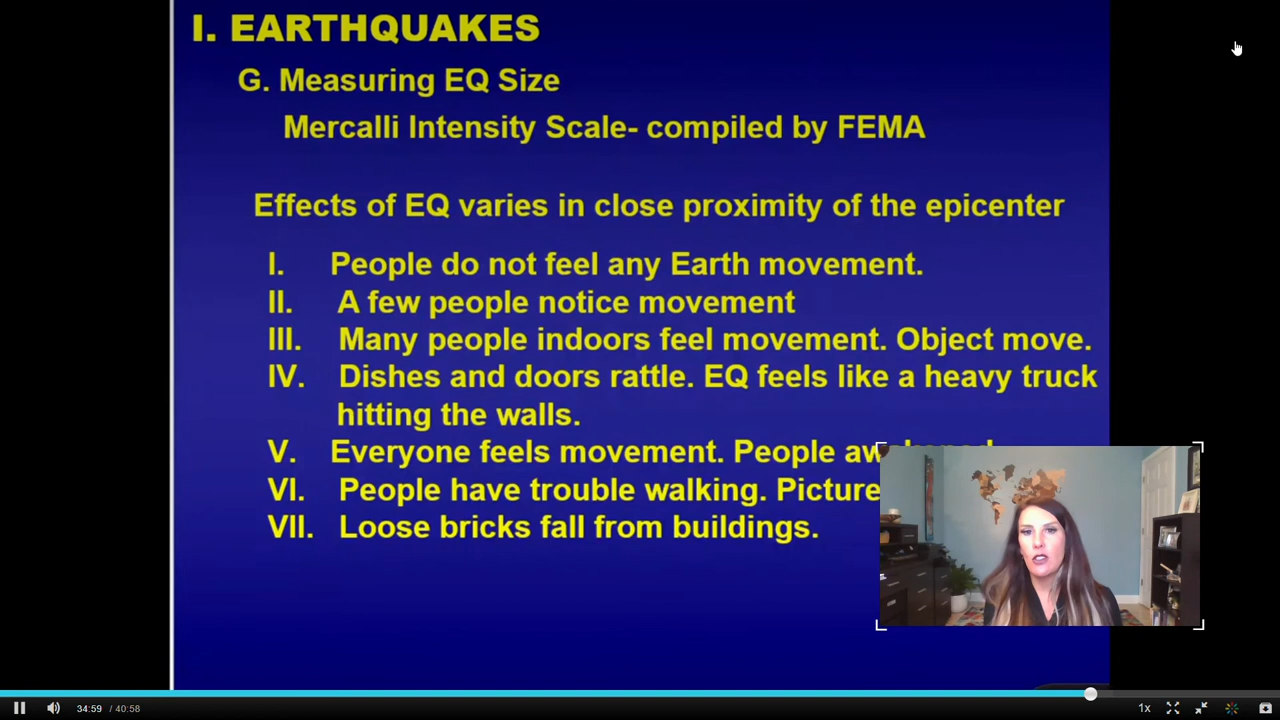 I. EARTHQUAKES
G. Measuring EQ Size
Mercalli Intensity Scale- compiled by FEMA
Effects of EQ varies in close proximity of the epicenter
I. People do not feel any Earth movement.
II. A few people notice movement
III. Many people indoors feel movement. Object move.
IV. Dishes and doors rattle. EQ feels like a heavy truck
hitting the walls.
V. Everyone feels movement. People
VI. People have trouble walking. Picture
VII. Loose bricks fall from buildings.
34:59 / 40:58
1x